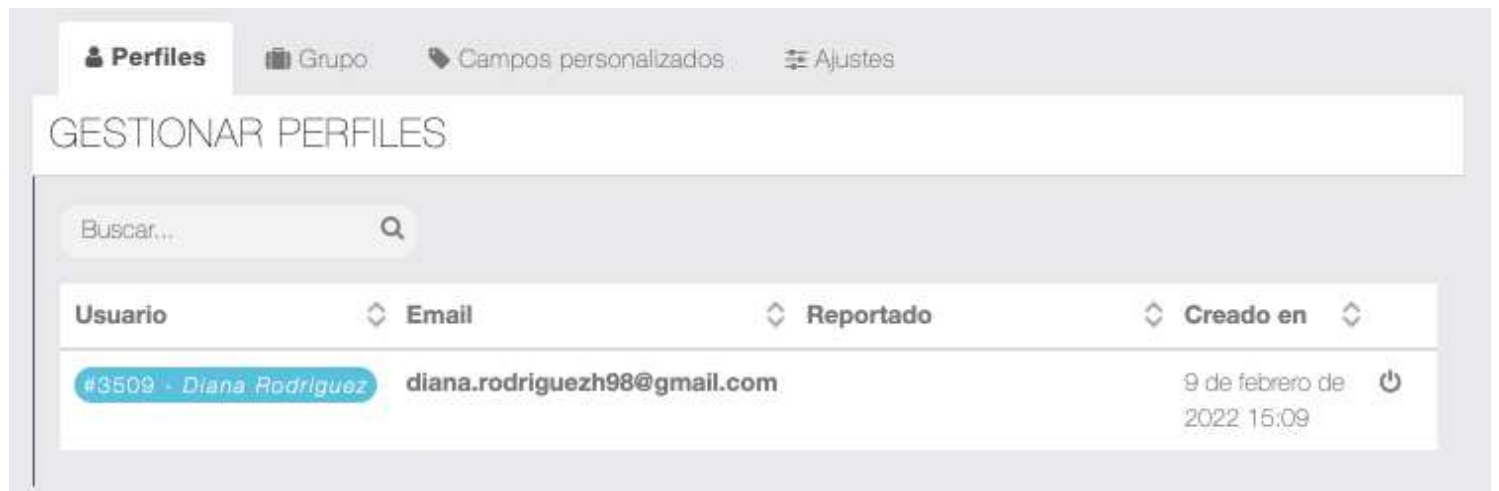 Perfiles Grupo Campos personalizados Ajustes
GESTIONAR PERFILES
Buscar...
Usuario Email Reportado Creado en
#3509 - Diana Rodriguez diana.rodriguezh98@gmail.com 9 de febrero de
2022 15:09